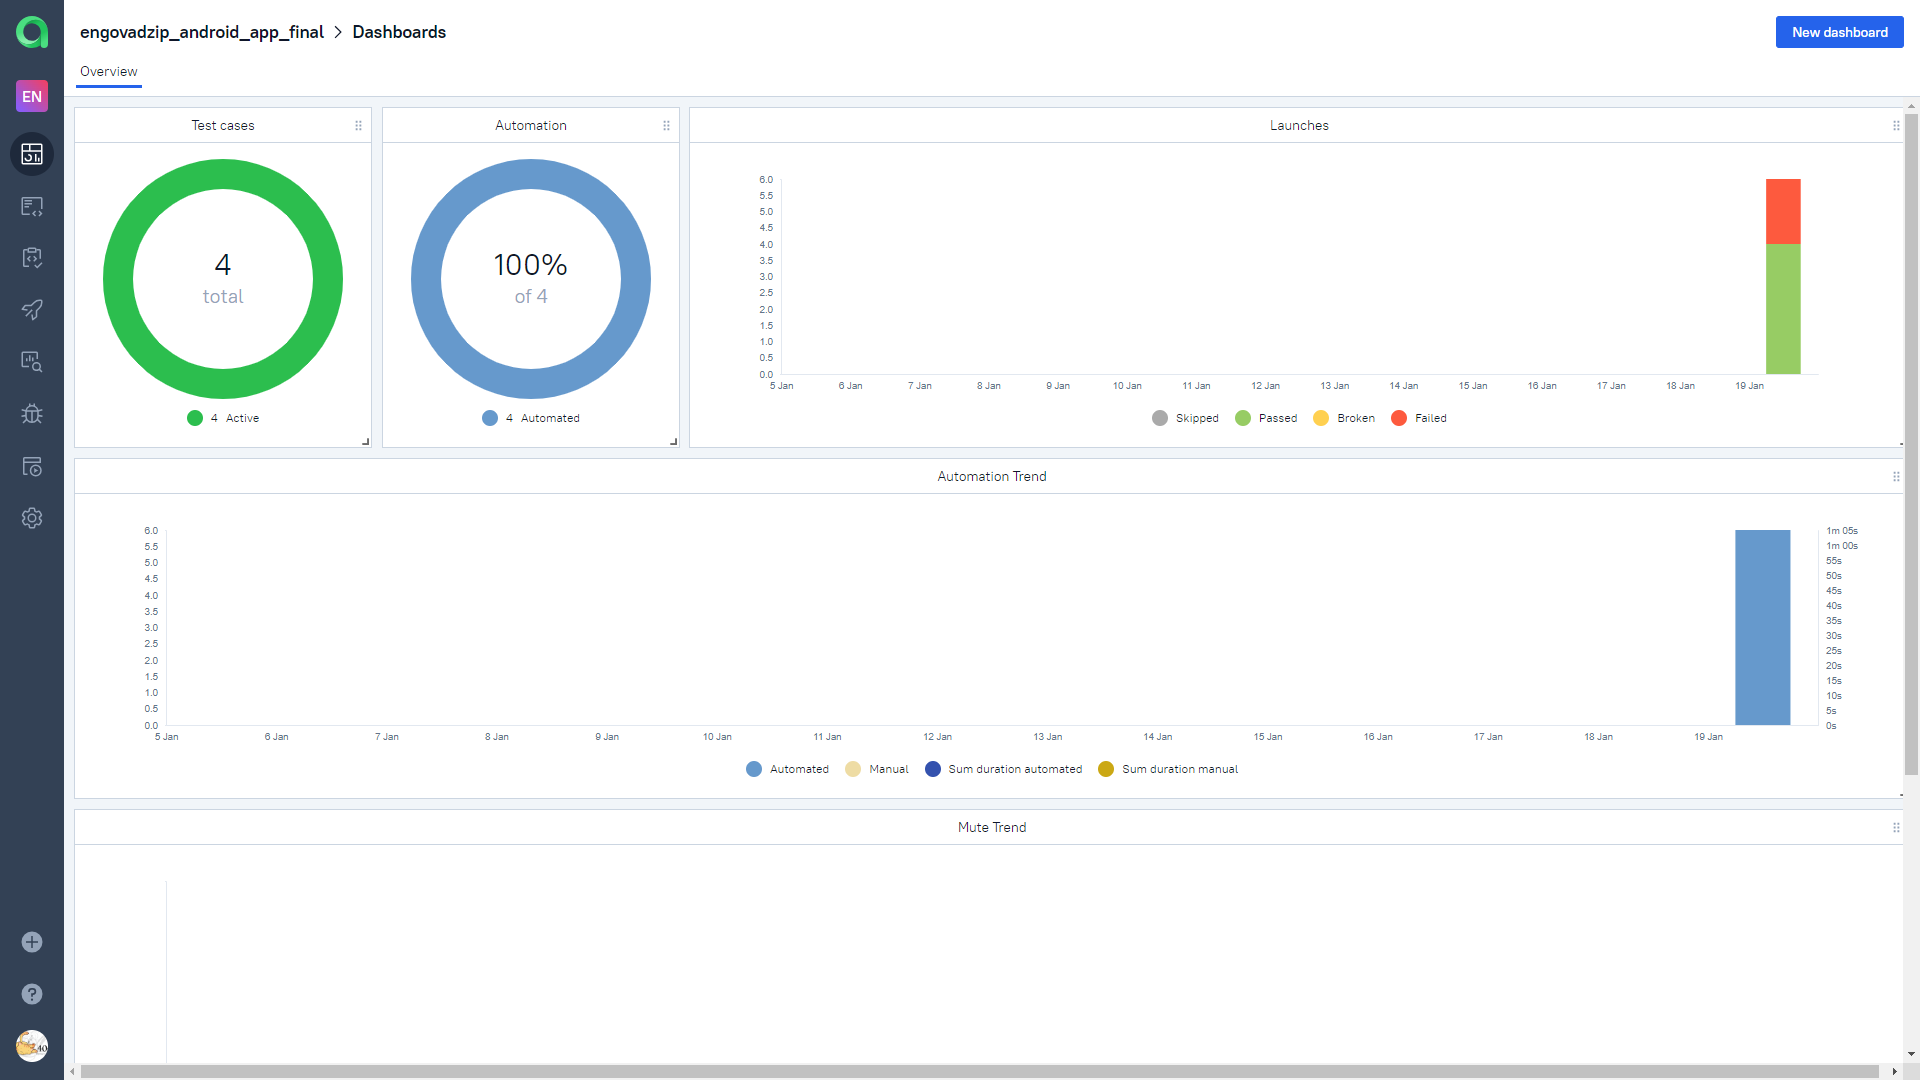 engovadzip_android_app_final > Dashboards
New dashboard
EN
Overview
Test cases
Automation
Launches
4
total
4 Active
100%
of 4
4 Automated
6.0
5.5
5.0
4.5
4.0
3.5
3.0
2.5
2.0
1.5
1.0
0.5
0.0
5 Jan 6 Jan 7 Jan 8 Jan 9 Jan 10 Jan 11 Jan 12 Jan 13 Jan 14 Jan 15 Jan 16 Jan 17 Jan 18 Jan 19 Jan
Skipped Passed Broken Failed
Automation Trend
6.0
5.5
5.0
4.5
4.0
3.5
3.0
2.5
2.0
1.5
1.0
0.5
0.0
1m 05s
1m 00s
55s
50s
45s
40s
35s
30s
25s
20s
15s
10s
5s
0s
5 Jan 6 Jan 7 Jan 8 Jan 9 Jan 10 Jan 11 Jan 12 Jan 13 Jan 14 Jan 15 Jan 16 Jan 17 Jan 18 Jan 19 Jan
Automated Manual Sum duration automated Sum duration manual
Mute Trend